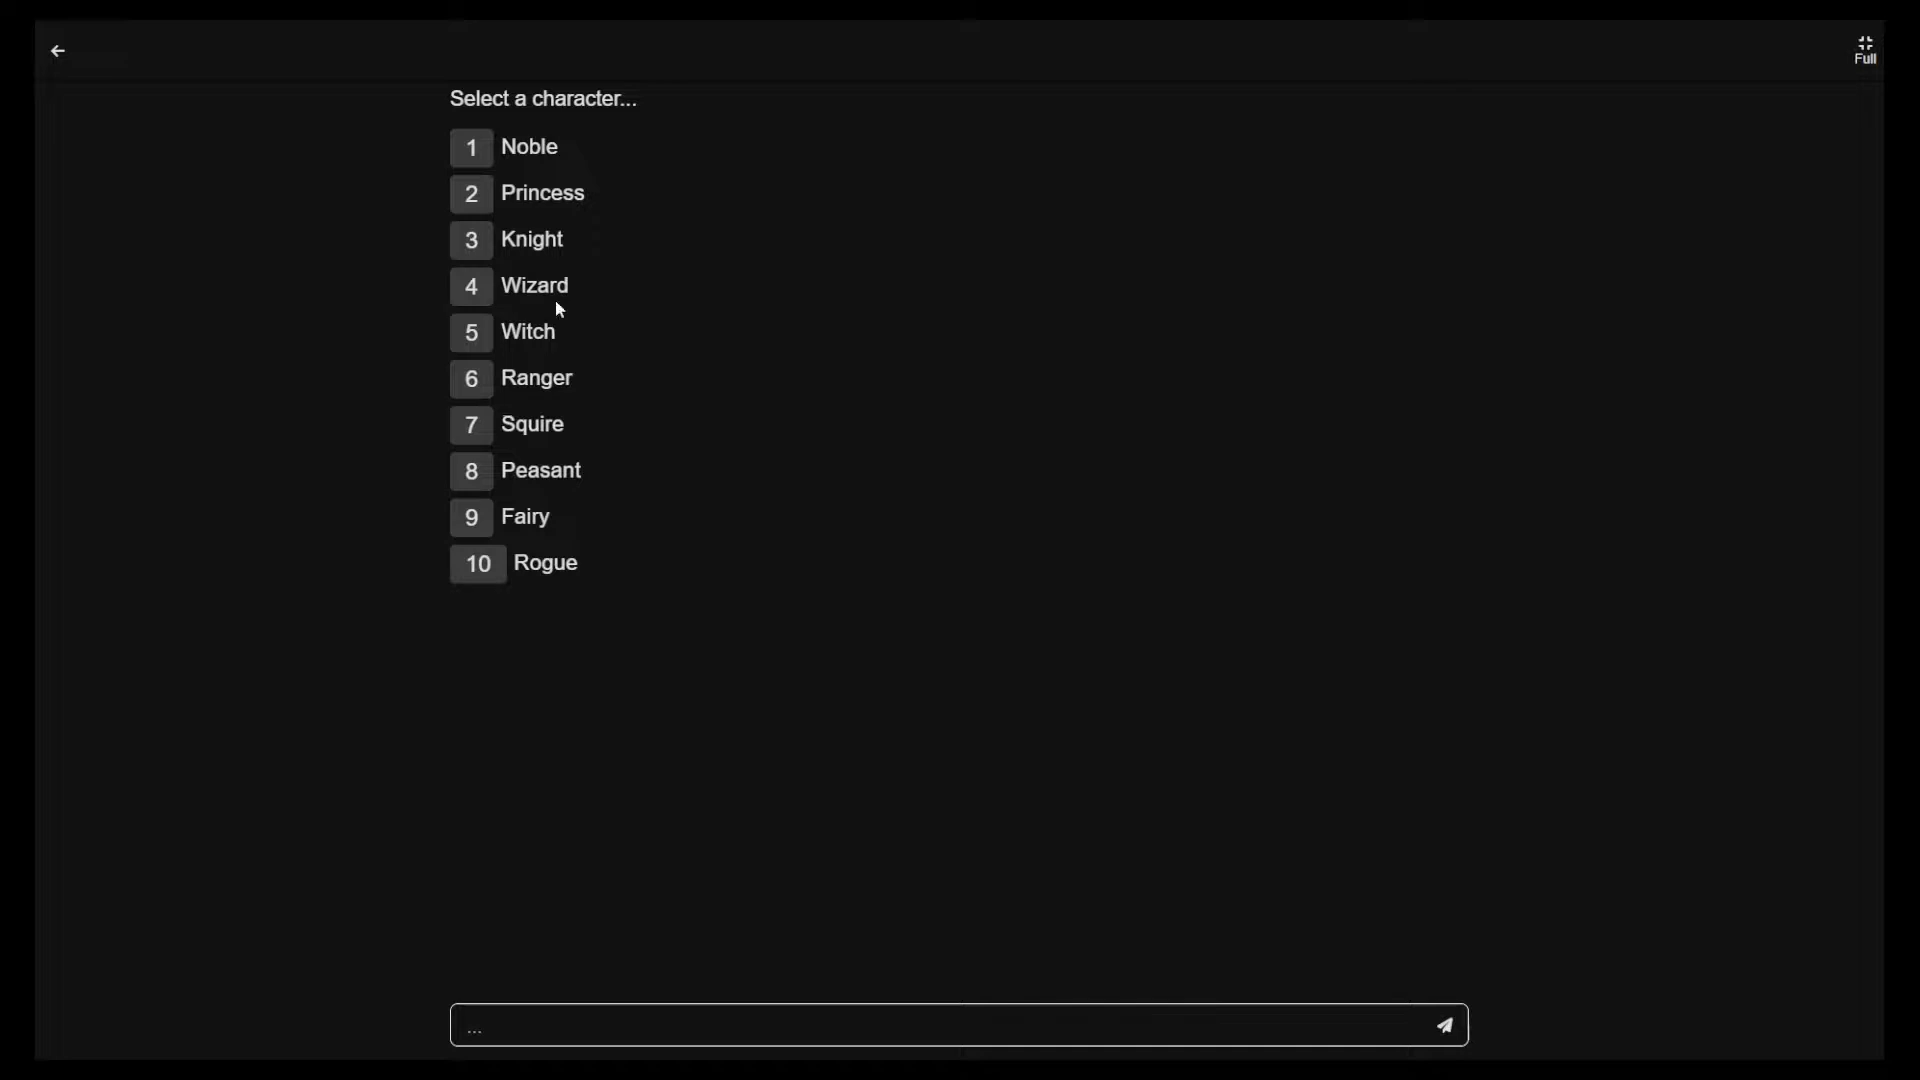 Full
Select a character...
1 Noble
2 Princess
3 Knight
4 Wizard
5 Witch
6 Ranger
7 Squire
8 Peasant
9 Fairy
10 Rogue
...